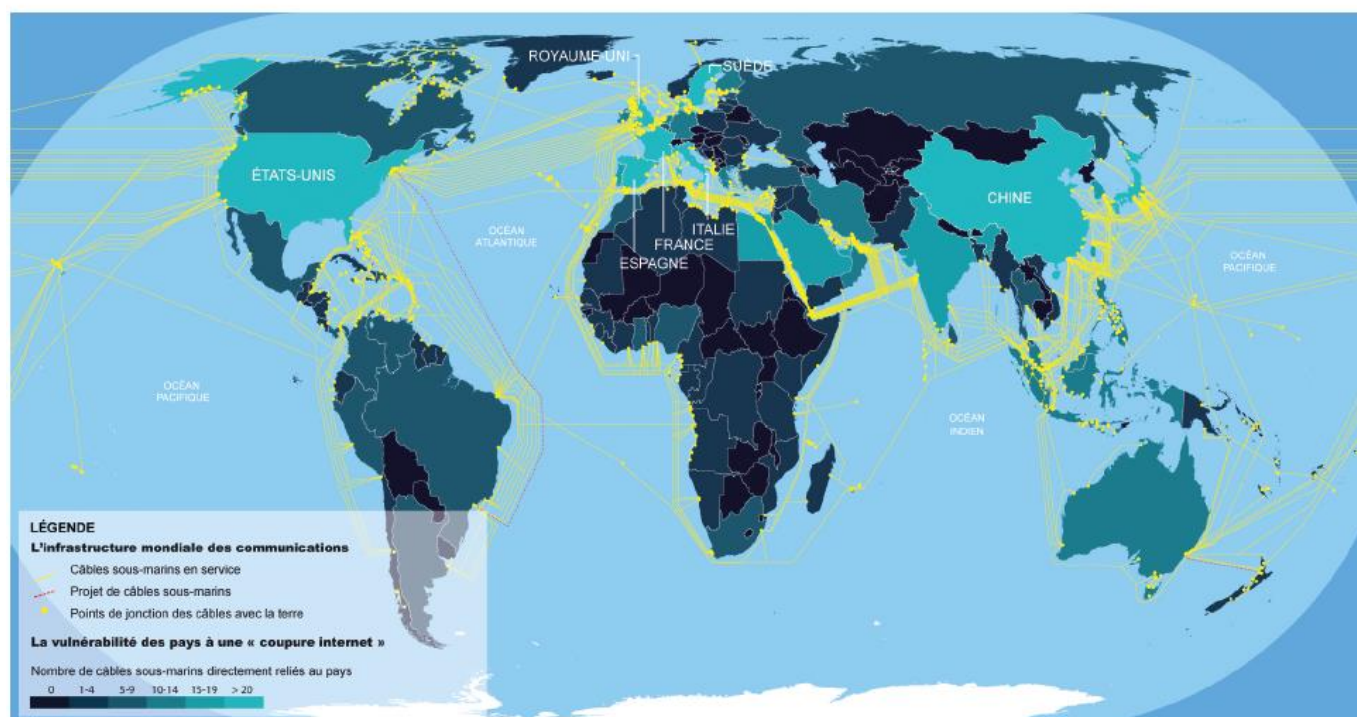 ROYAUME-UNI
SUÈDE
ÉTATS-UNIS
CHINE
OCÉAN
ATLANTIQUE
ITALIE
FRANCE
ESPAGNE
OCÉAN
PACIFIQUE
OCÉAN
PACIFIQUE
OCÉAN
INDIEN
LÉGENDE
L'infrastructure mondiale des communications
Câbles sous-marins en service
Projet de câbles sous-marins
Points de jonction des câbles avec la terre
La vulnérabilité des pays à une « coupure internet »
Nombre de câbles sous-marins directement reliés au pays
0 1-4 5-9 10-14 15-19 > 20